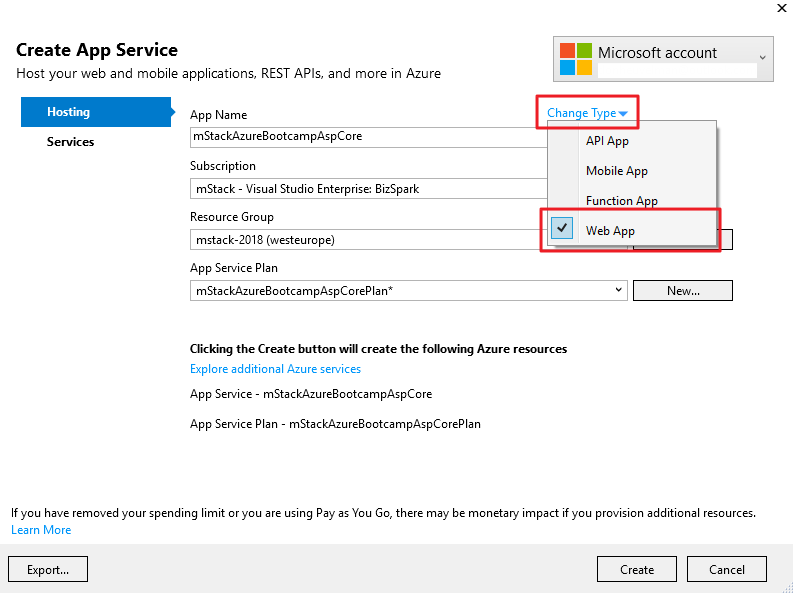 Create App Service
Host your web and mobile applications, REST APIs, and more in Azure
Microsoft account
Hosting
Services
App Name
Change Type
mStackAzureBootcampAspCore
API App
Mobile App
Function App
Web App
Subscription
mStack - Visual Studio Enterprise: BizSpark
Resource Group
mstack-2018 (westeurope)
App Service Plan
mStackAzureBootcampAspCorePlan*
New...
Clicking the Create button will create the following Azure resources
Explore additional Azure services
App Service - mStackAzureBootcampAspCore
App Service Plan - mStackAzureBootcampAspCorePlan
If you have removed your spending limit or you are using Pay as You Go, there may be monetary impact if you provision additional resources.
Learn More
Export...
Create
Cancel